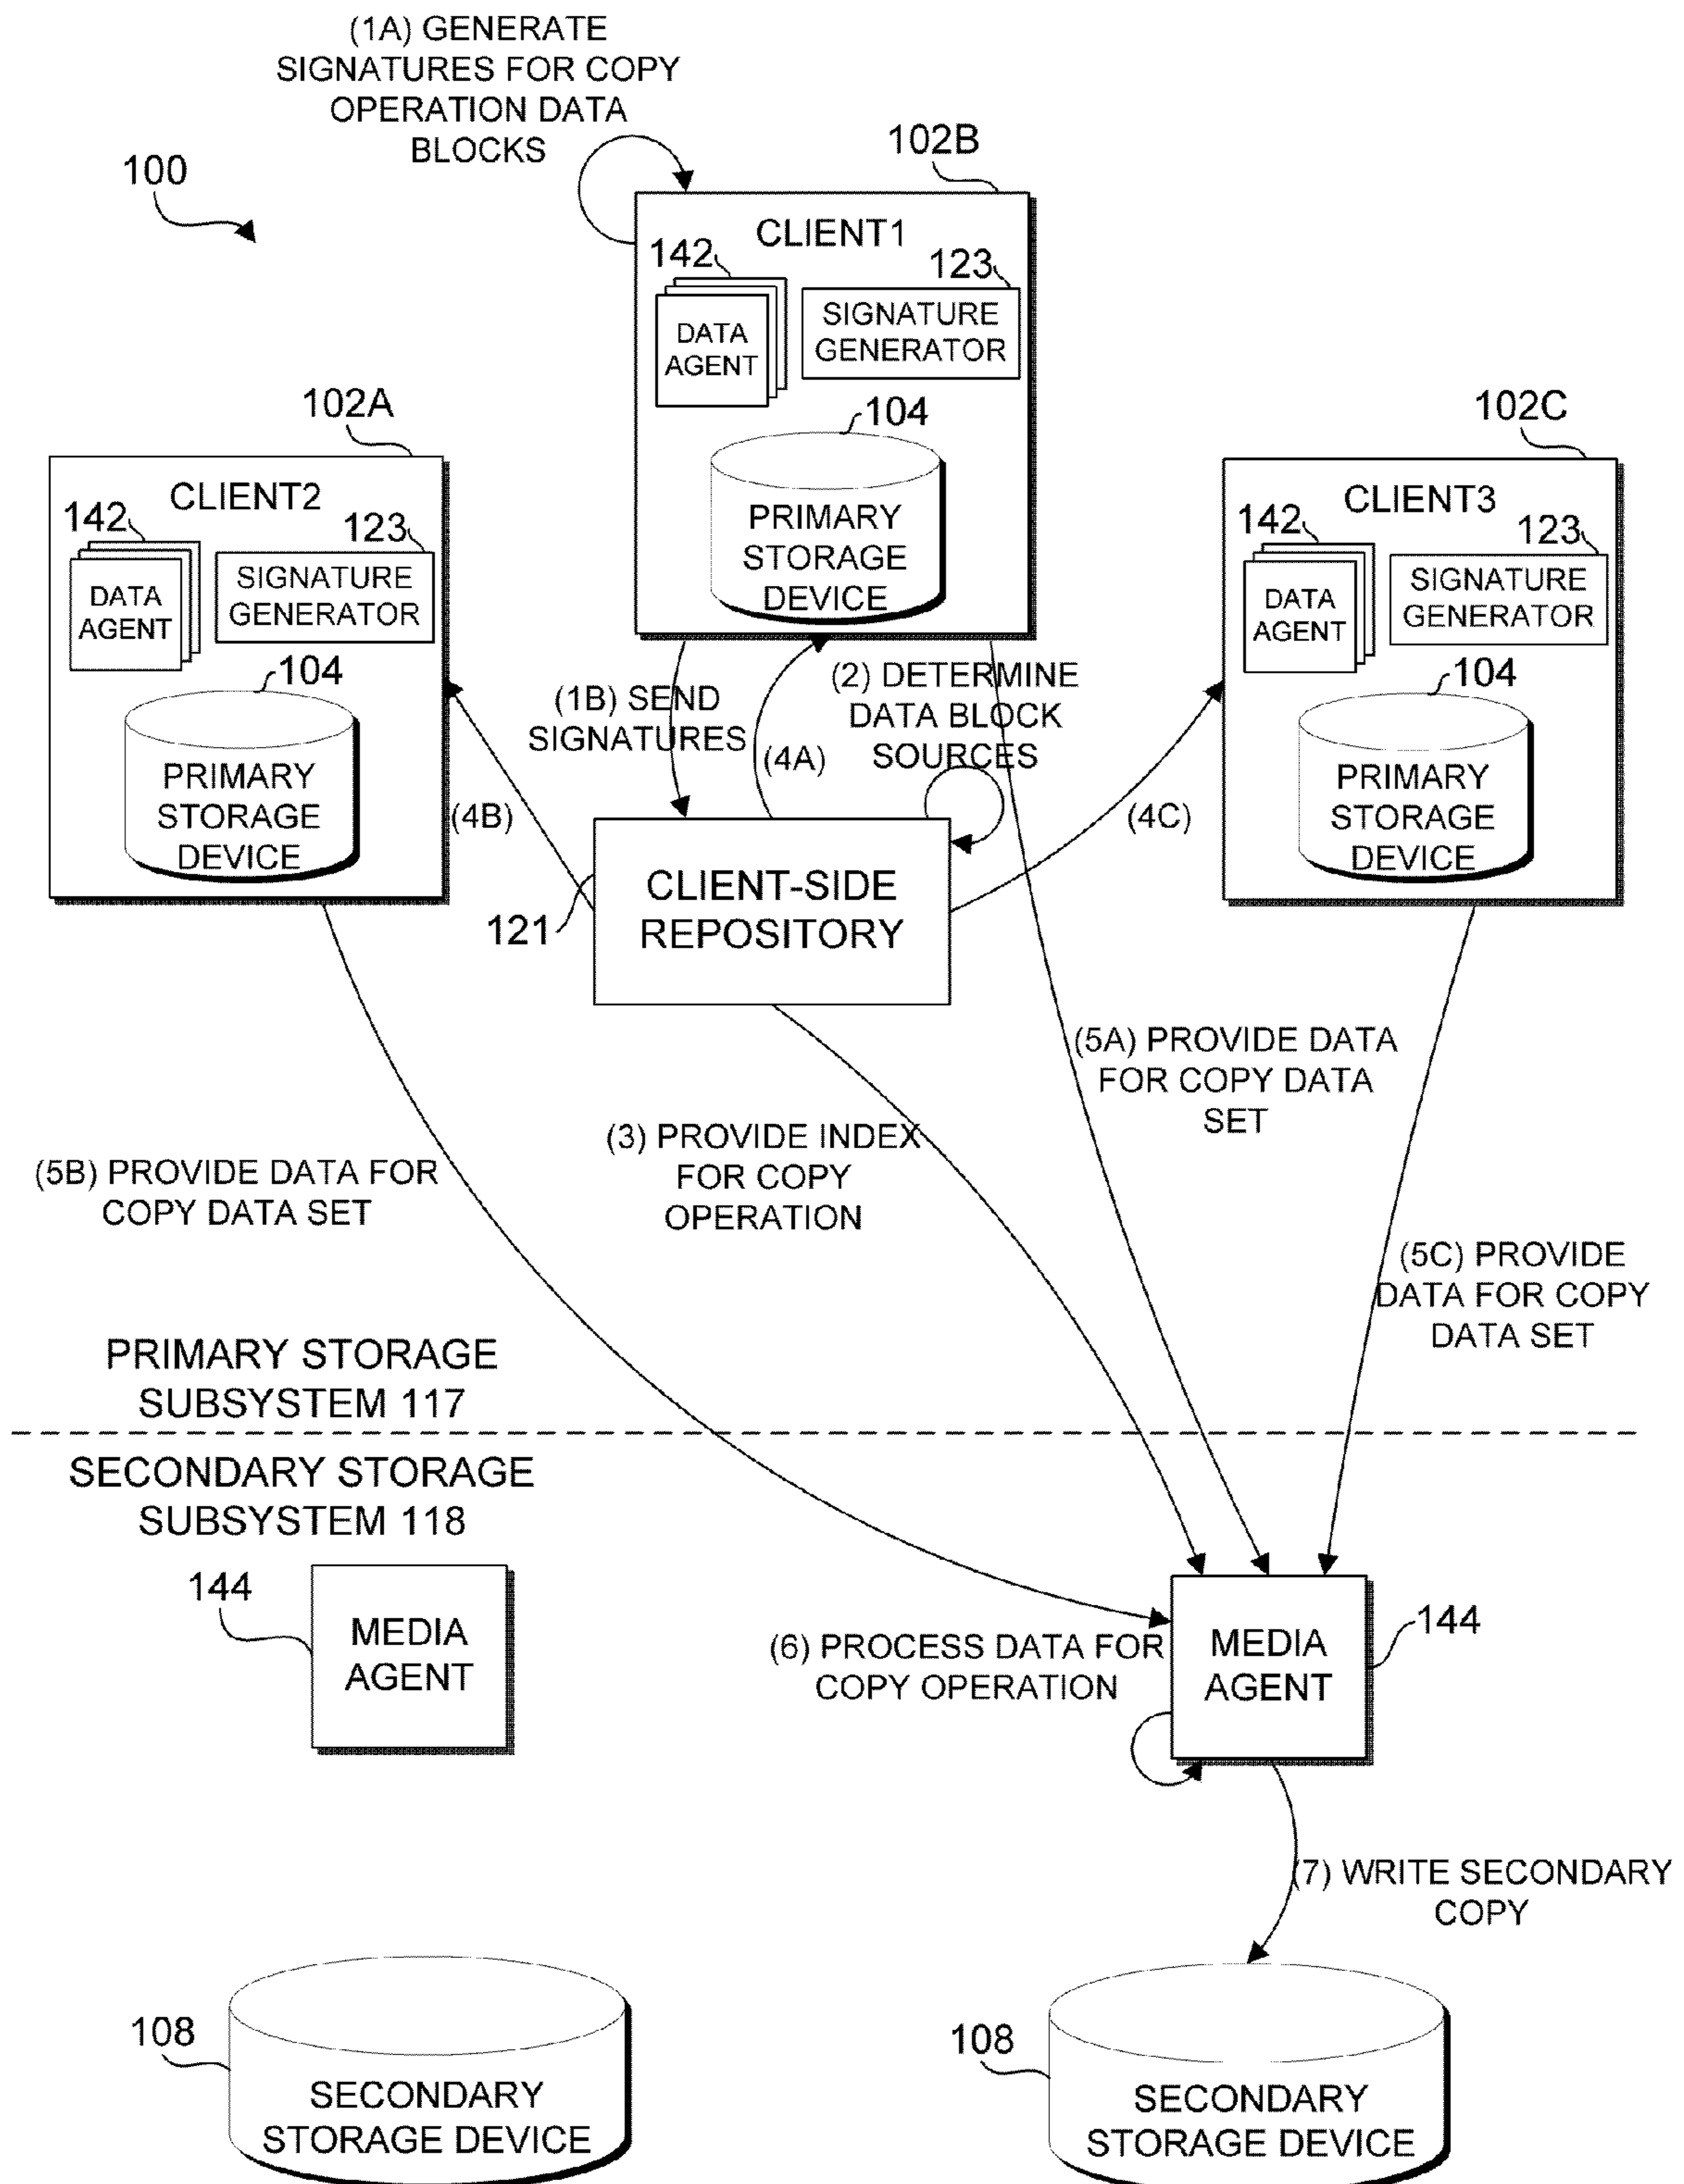 (1A) GENERATE
SIGNATURES FOR COPY
OPERATION DATA
BLOCKS
100
102B
CLIENT1
142
123
DATA
AGENT
SIGNATURE
GENERATOR
104
PRIMARY
STORAGE
DEVICE
102A
CLIENT2
142
123
DATA
AGENT
SIGNATURE
GENERATOR
104
PRIMARY
STORAGE
DEVICE
102C
CLIENT3
142
123
DATA
AGENT
SIGNATURE
GENERATOR
104
PRIMARY
STORAGE
DEVICE
(1B) SEND
SIGNATURES
(4A)
(2) DETERMINE
DATA BLOCK
SOURCES
(4B)
(4C)
121
CLIENT-SIDE
REPOSITORY
(5A) PROVIDE DATA
FOR COPY DATA
SET
(3) PROVIDE INDEX
FOR COPY
OPERATION
(5B) PROVIDE DATA FOR
COPY DATA SET
(5C) PROVIDE
DATA FOR COPY
DATA SET
PRIMARY STORAGE
SUBSYSTEM 117
SECONDARY STORAGE
SUBSYSTEM 118
144
MEDIA
AGENT
(6) PROCESS DATA FOR
COPY OPERATION
MEDIA
AGENT
144
(7) WRITE SECONDARY
COPY
108
SECONDARY
STORAGE DEVICE
108
SECONDARY
STORAGE DEVICE